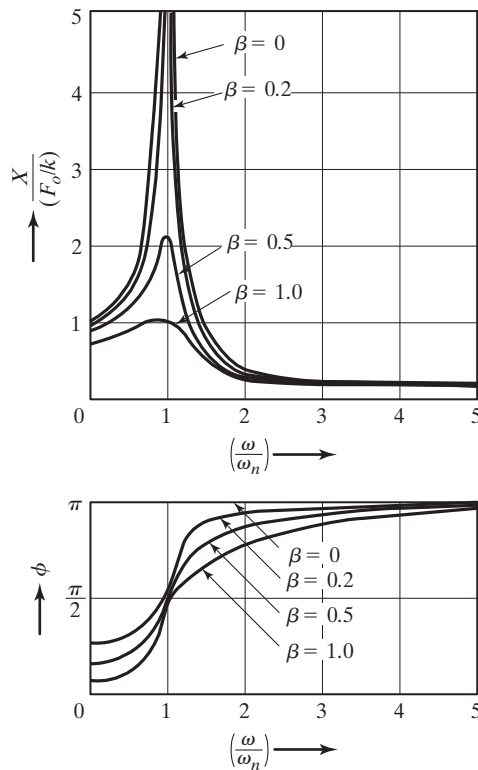 5
4
3
2
1
0
X/(F_o/k)
β = 0
β = 0.2
β = 0.5
β = 1.0
1
2
3
4
5
(ω/ω_n)
π
π/2
0
ϕ
β = 0
β = 0.2
β = 0.5
β = 1.0
1
2
3
4
5
(ω/ω_n)